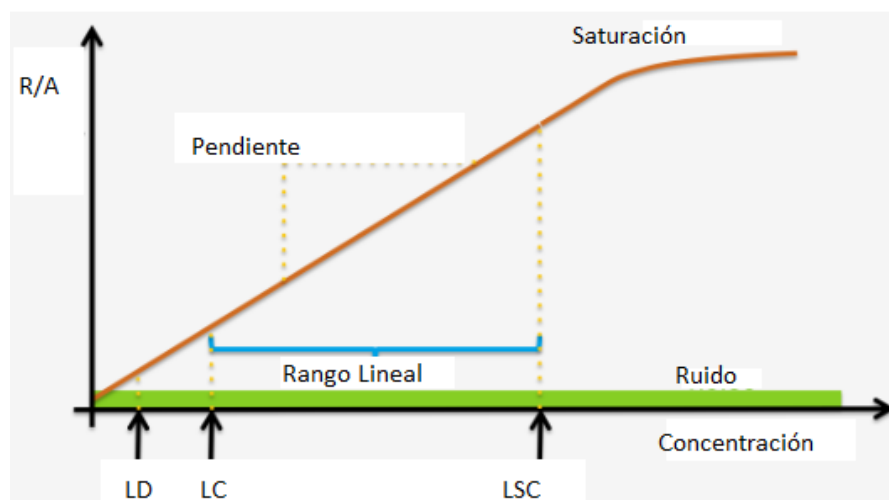 Saturación
R/A
Pendiente
Rango Lineal
Ruido
Concentración
LD
LC
LSC